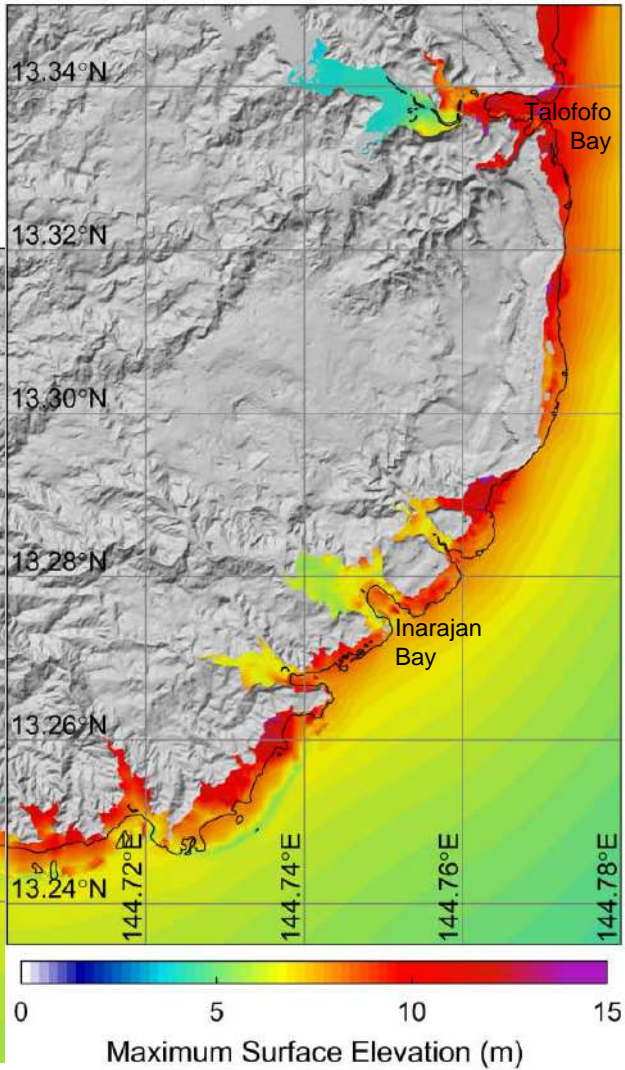 13.34°N
Talofofo
Bay
13.32°N
13.30°N
13.28°N
Inarajan
Bay
13.26°N
13.24°N
144.72°E
144.74°E
144.76°E
144.78°E
0
5
10
15
Maximum Surface Elevation (m)